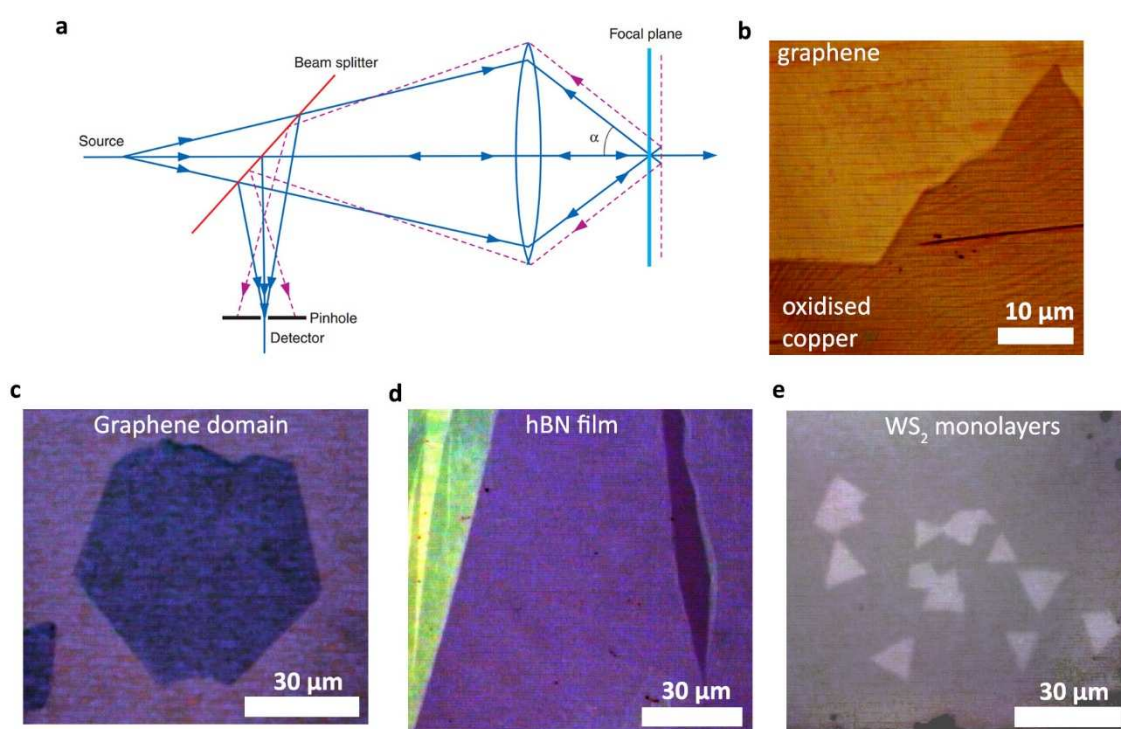 a
Beam splitter
Source
Focal plane
α
Pinhole
Detector
b
graphene
oxidised
copper
10 µm
c
Graphene domain
30 µm
d
hBN film
30 µm
e
WS₂ monolayers
30 µm